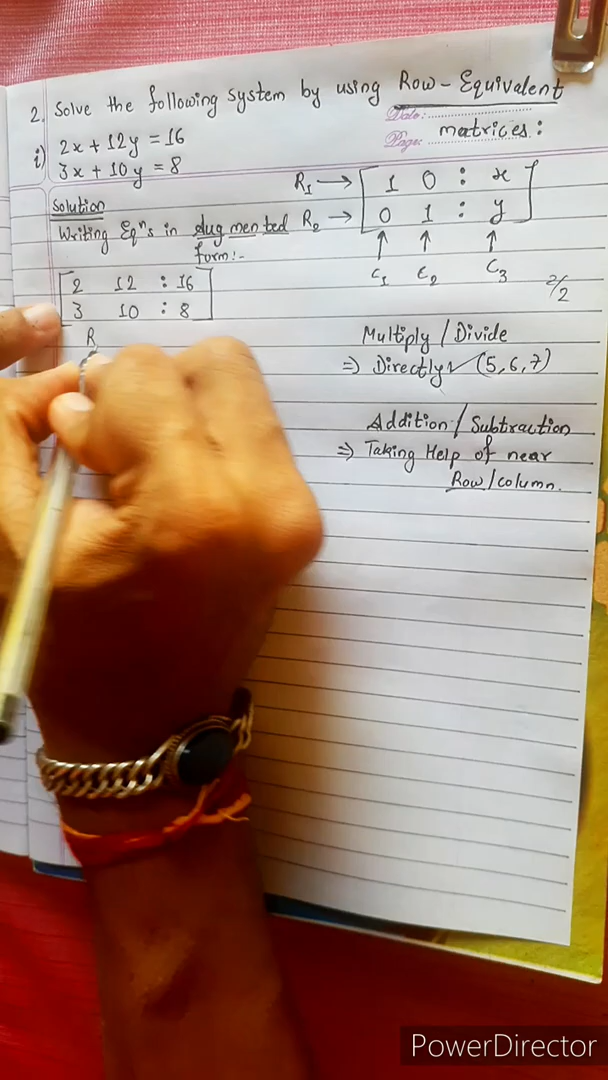 2. Solve the following system by using Row-Equivalent
Date:
Page:
matrices:
i) 2x + 12y = 16
3x + 10y = 8
Solution
Writing Eqns in Augmented
form:-
[2 12 : 16]
[3 10 : 8]
R
R1 → [1 0 : x]
R2 → [0 1 : y]
↑ ↑ ↑
C1 C2 C3
2/2
Multiply / Divide
⇒ Directly ✓ (5, 6, 7)
Addition / Subtraction
⇒ Taking Help of near
Row/column.
PowerDirector